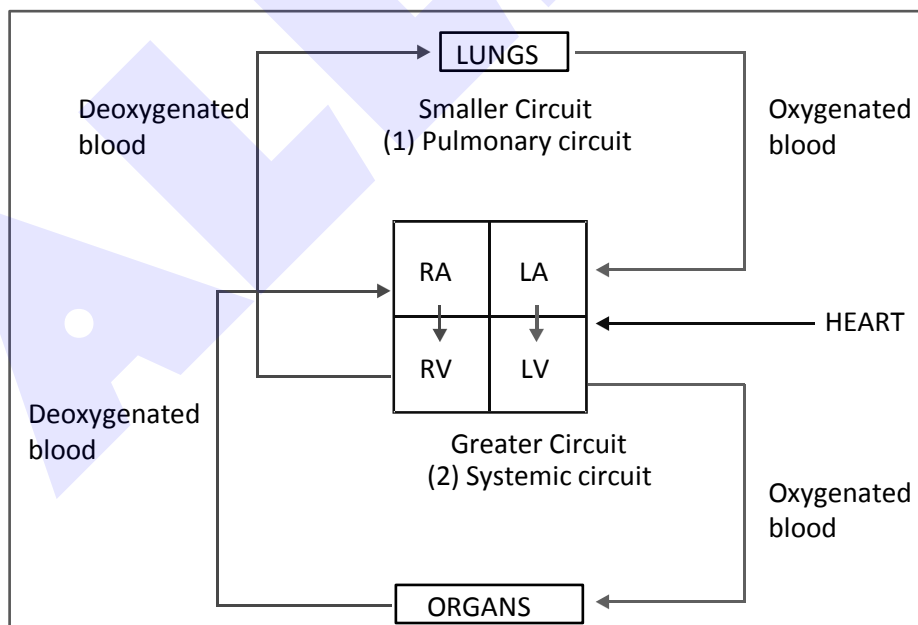 LUNGS
Deoxygenated
blood
Smaller Circuit
(1) Pulmonary circuit
Oxygenated
blood
RA
LA
HEART
RV
LV
Deoxygenated
blood
Greater Circuit
(2) Systemic circuit
Oxygenated
blood
ORGANS